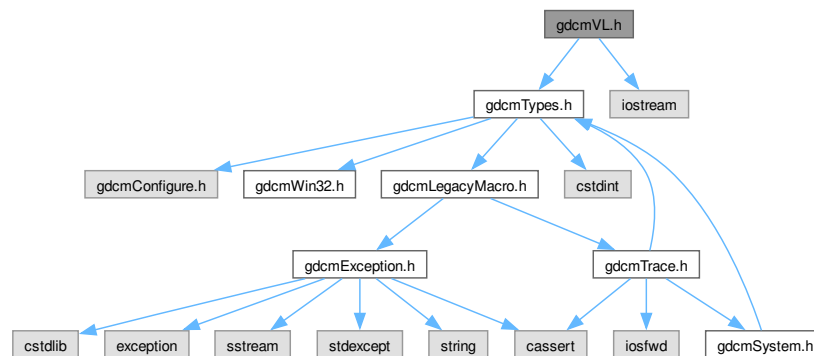 gdcmVL.h
gdcmTypes.h
iostream
gdcmConfigure.h
gdcmWin32.h
gdcmLegacyMacro.h
cstdint
gdcmException.h
gdcmTrace.h
cstdlib
exception
sstream
stdexcept
string
cassert
iosfwd
gdcmSystem.h